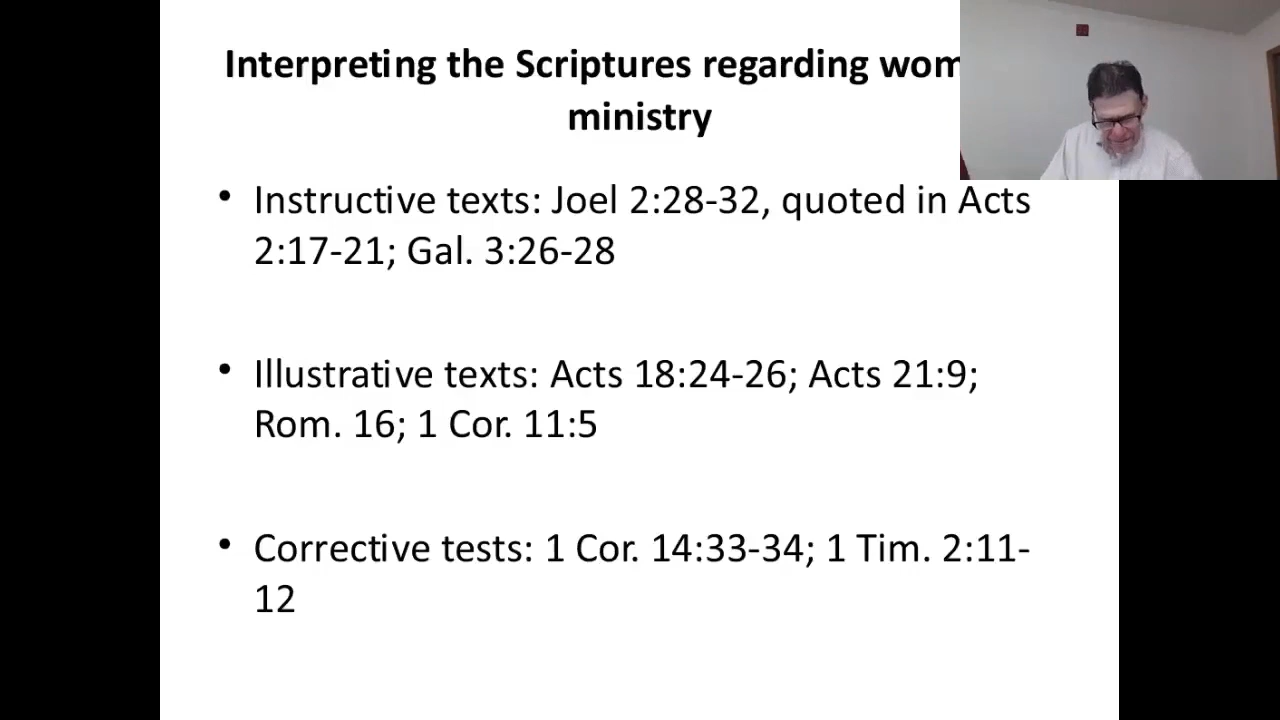 Interpreting the Scriptures regarding
ministry
• Instructive texts: Joel 2:28-32, quoted in Acts
2:17-21; Gal. 3:26-28
• Illustrative texts: Acts 18:24-26; Acts 21:9;
Rom. 16; 1 Cor. 11:5
• Corrective tests: 1 Cor. 14:33-34; 1 Tim. 2:11-
12